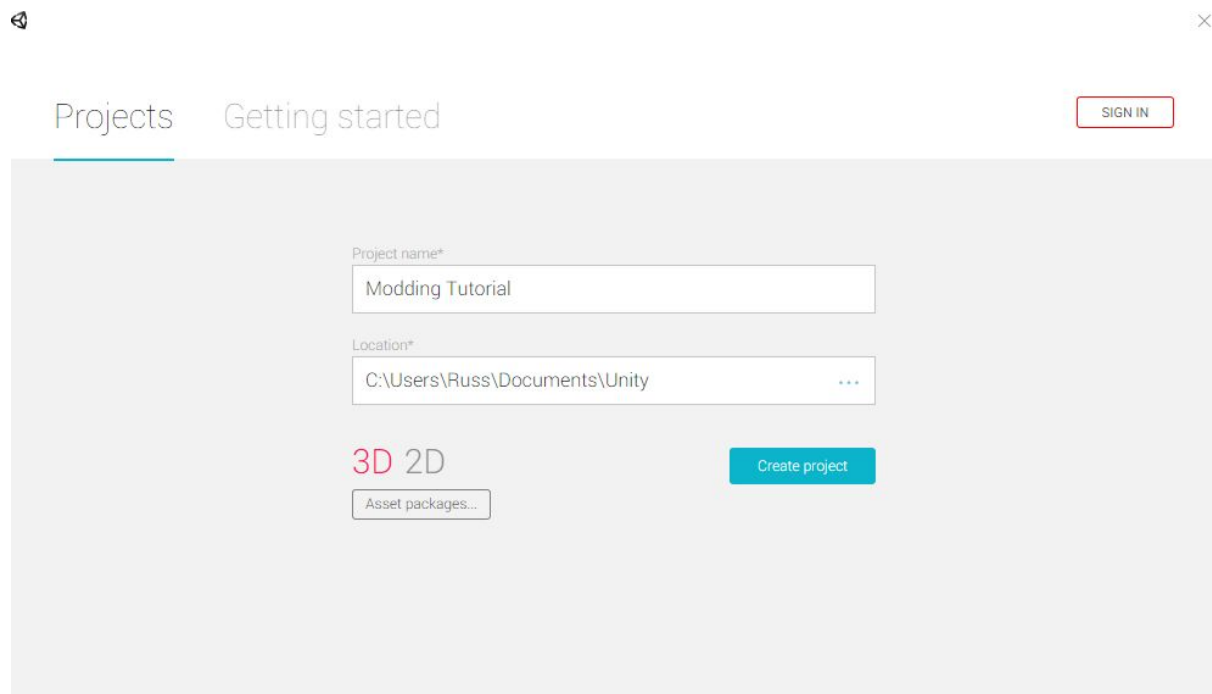 Projects Getting started
SIGN IN
Project name*
Modding Tutorial
Location*
C:\Users\Russ\Documents\Unity ...
3D 2D
Create project
Asset packages...